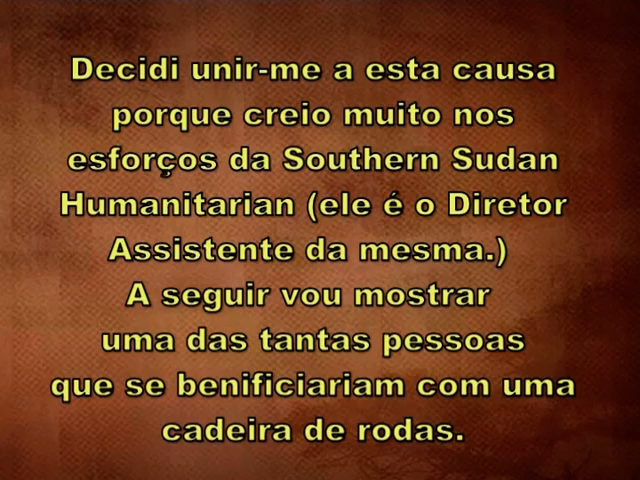 Decidi unir-me a esta causa
porque creio muito nos
esforços da Southern Sudan
Humanitarian (ele é o Diretor
Assistente da mesma.)
A seguir vou mostrar
uma das tantas pessoas
que se benificiariam com uma
cadeira de rodas.